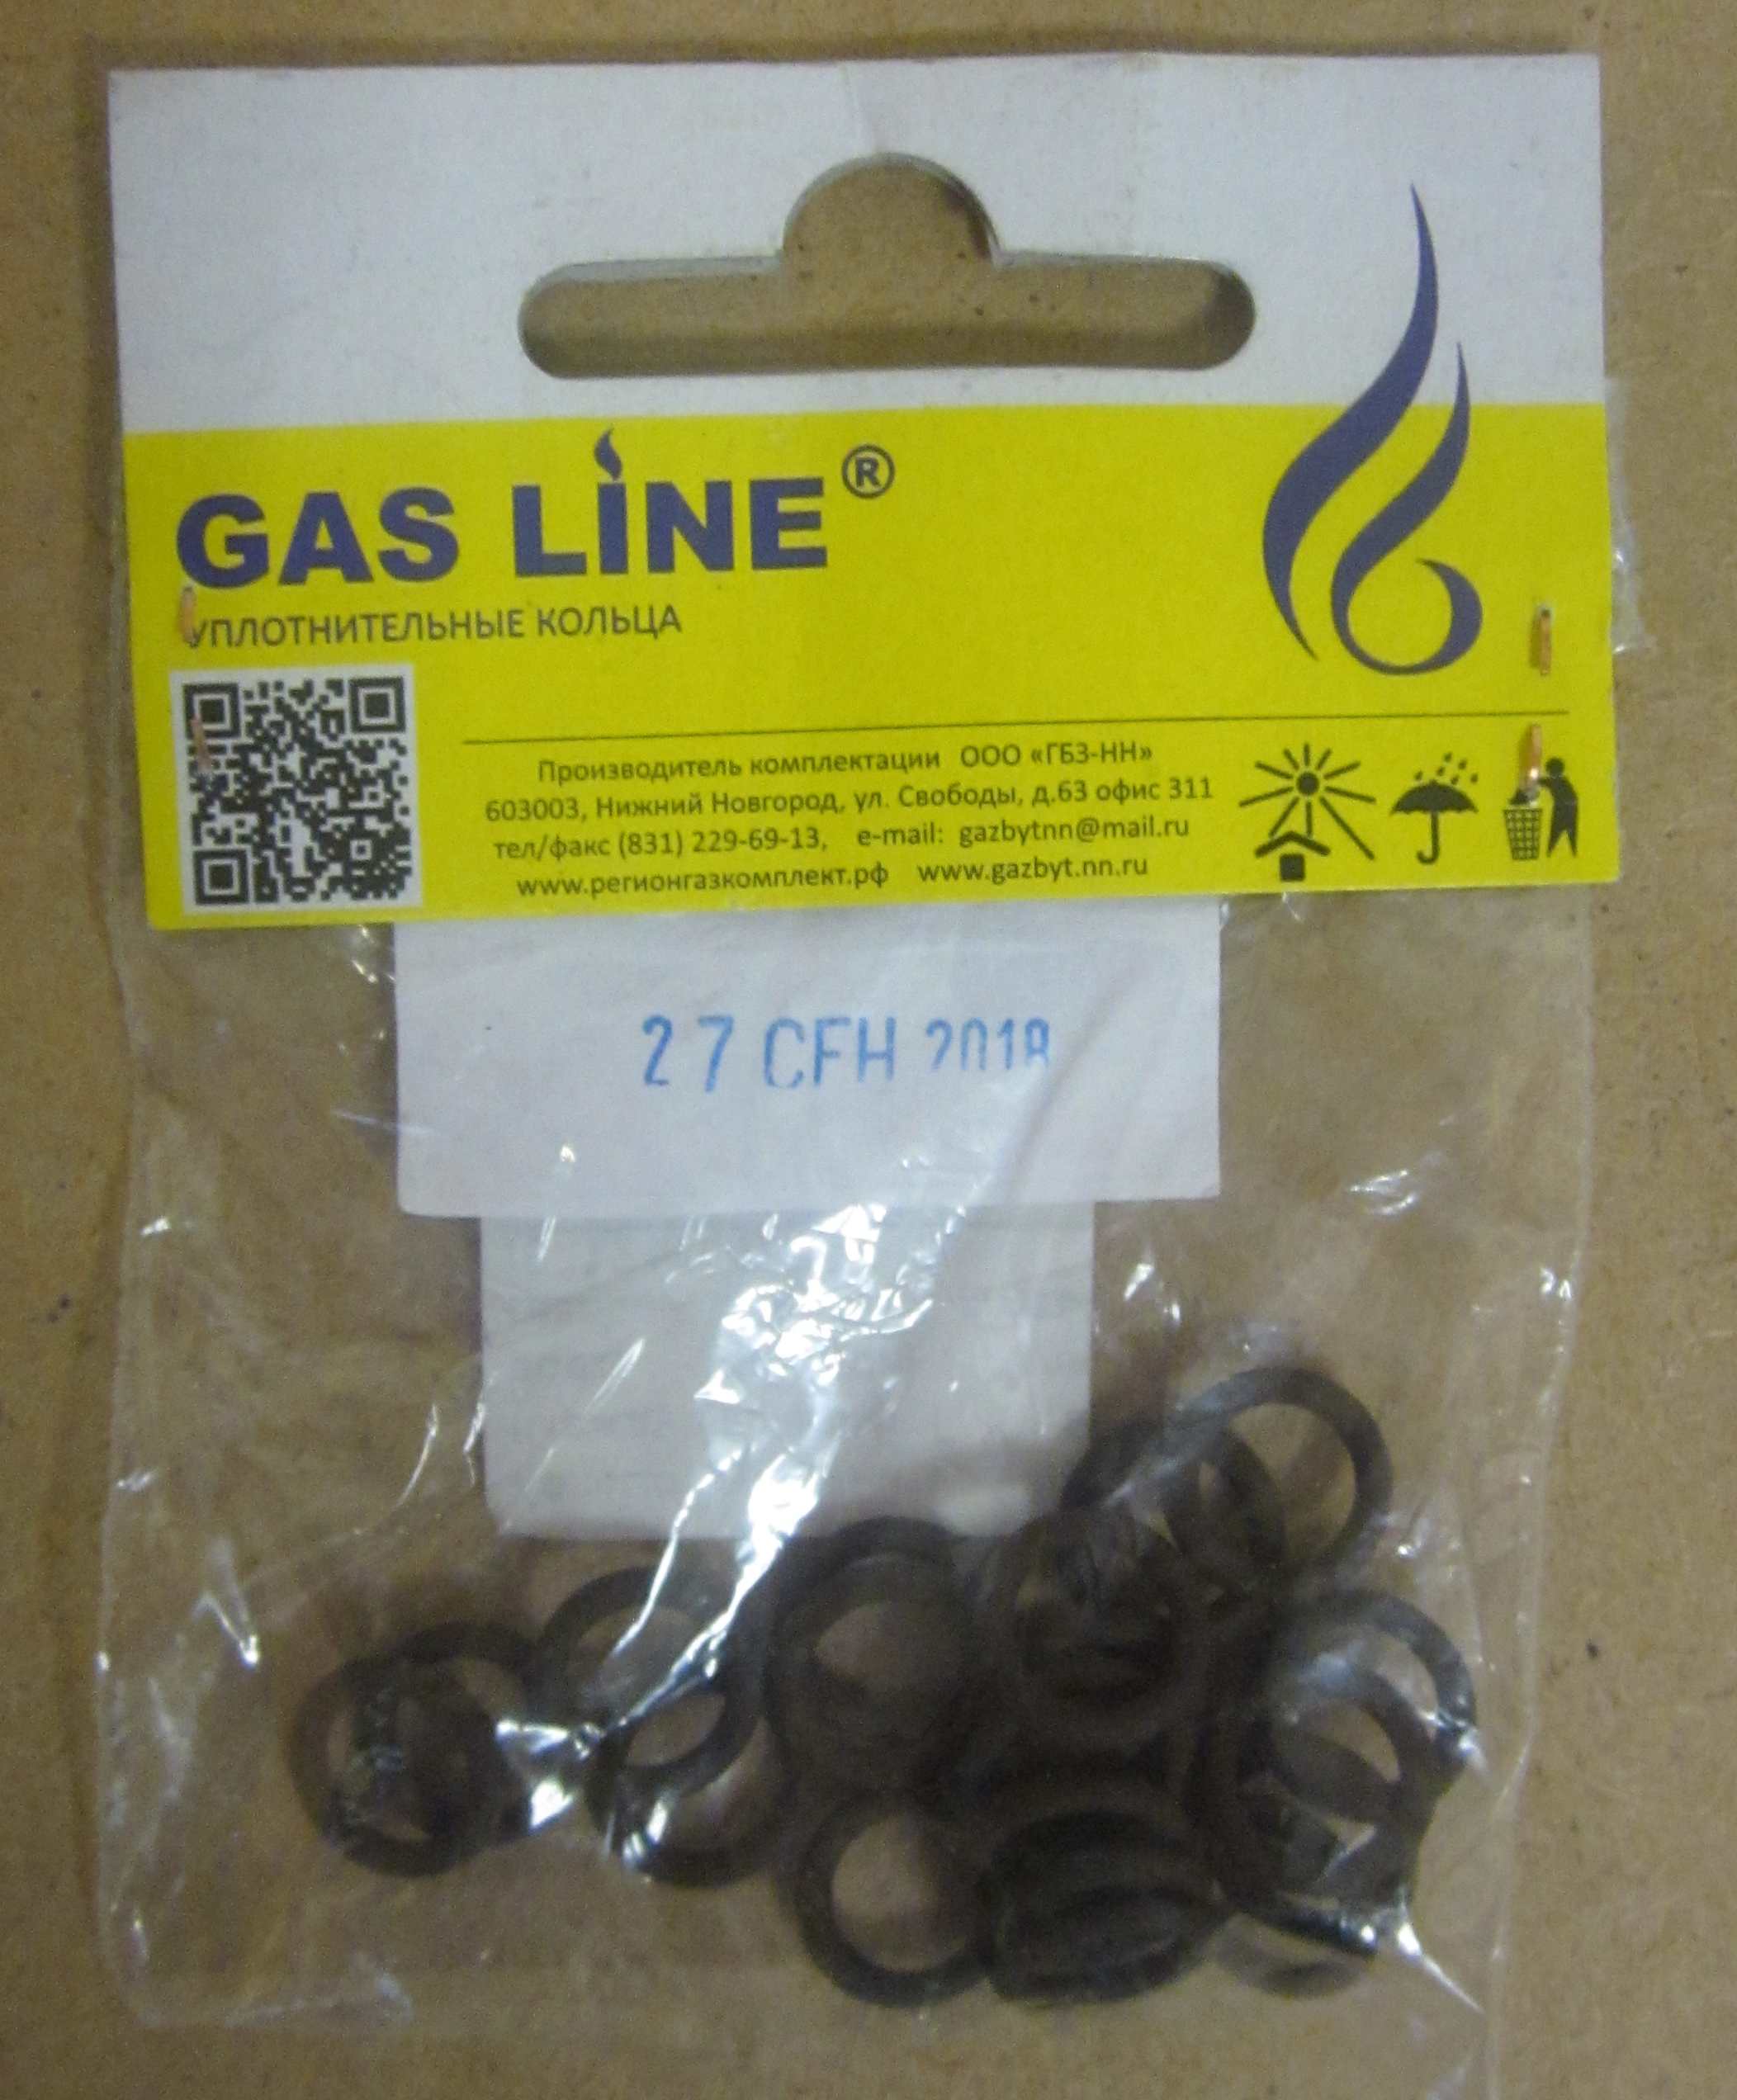 GAS LINE®
УПЛОТНИТЕЛЬНЫЕ КОЛЬЦА
Производитель комплектации ООО «ГБЗ-НН»
603003, Нижний Новгород, ул. Свободы, д.63 офис 311
тел/факс (831) 229-69-13, e-mail: gazbytnn@mail.ru
www.регионгазкомплект.рф www.gazbyt.nn.ru
27 СЕН 2018